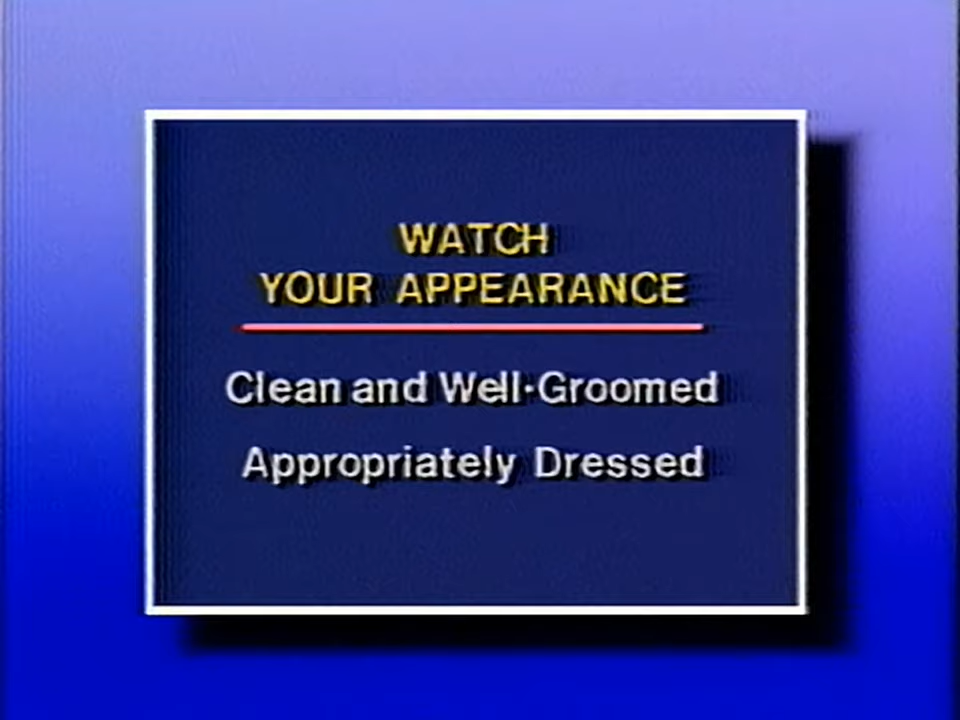 WATCH
YOUR APPEARANCE
Clean and Well-Groomed
Appropriately Dressed